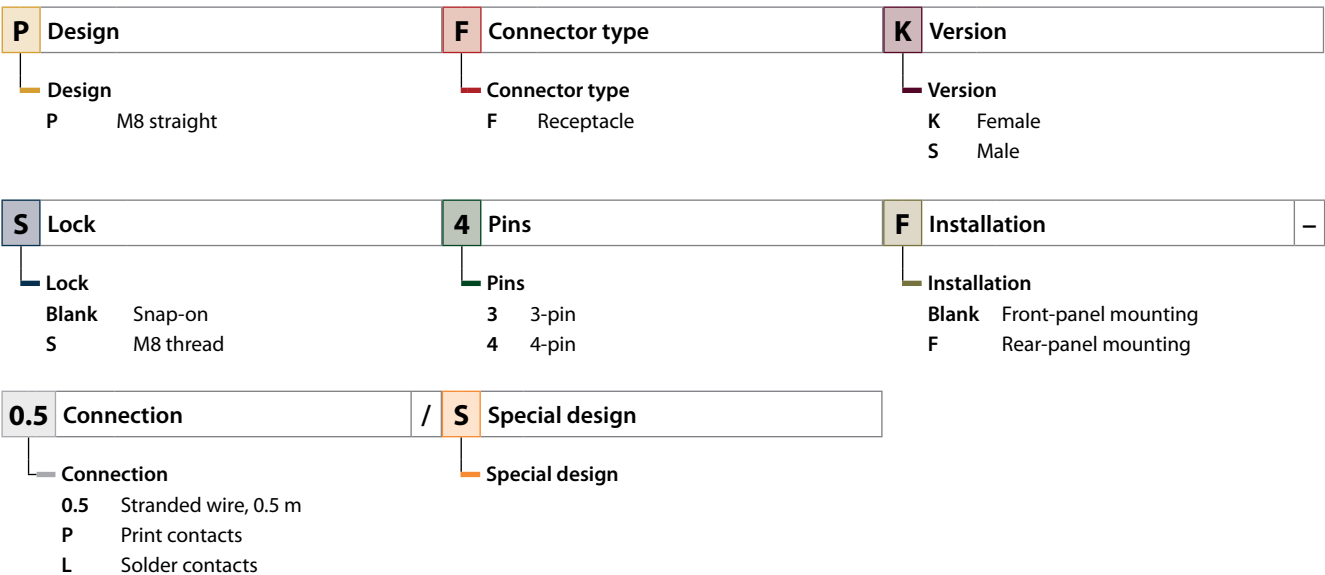 P Design F Connector type K Version
Design Connector type Version
P M8 straight F Receptacle K Female
S Male
S Lock 4 Pins F Installation –
Lock Pins Installation
Blank Snap-on 3 3-pin Blank Front-panel mounting
S M8 thread 4 4-pin F Rear-panel mounting
0.5 Connection / S Special design
Connection Special design
0.5 Stranded wire, 0.5 m
P Print contacts
L Solder contacts